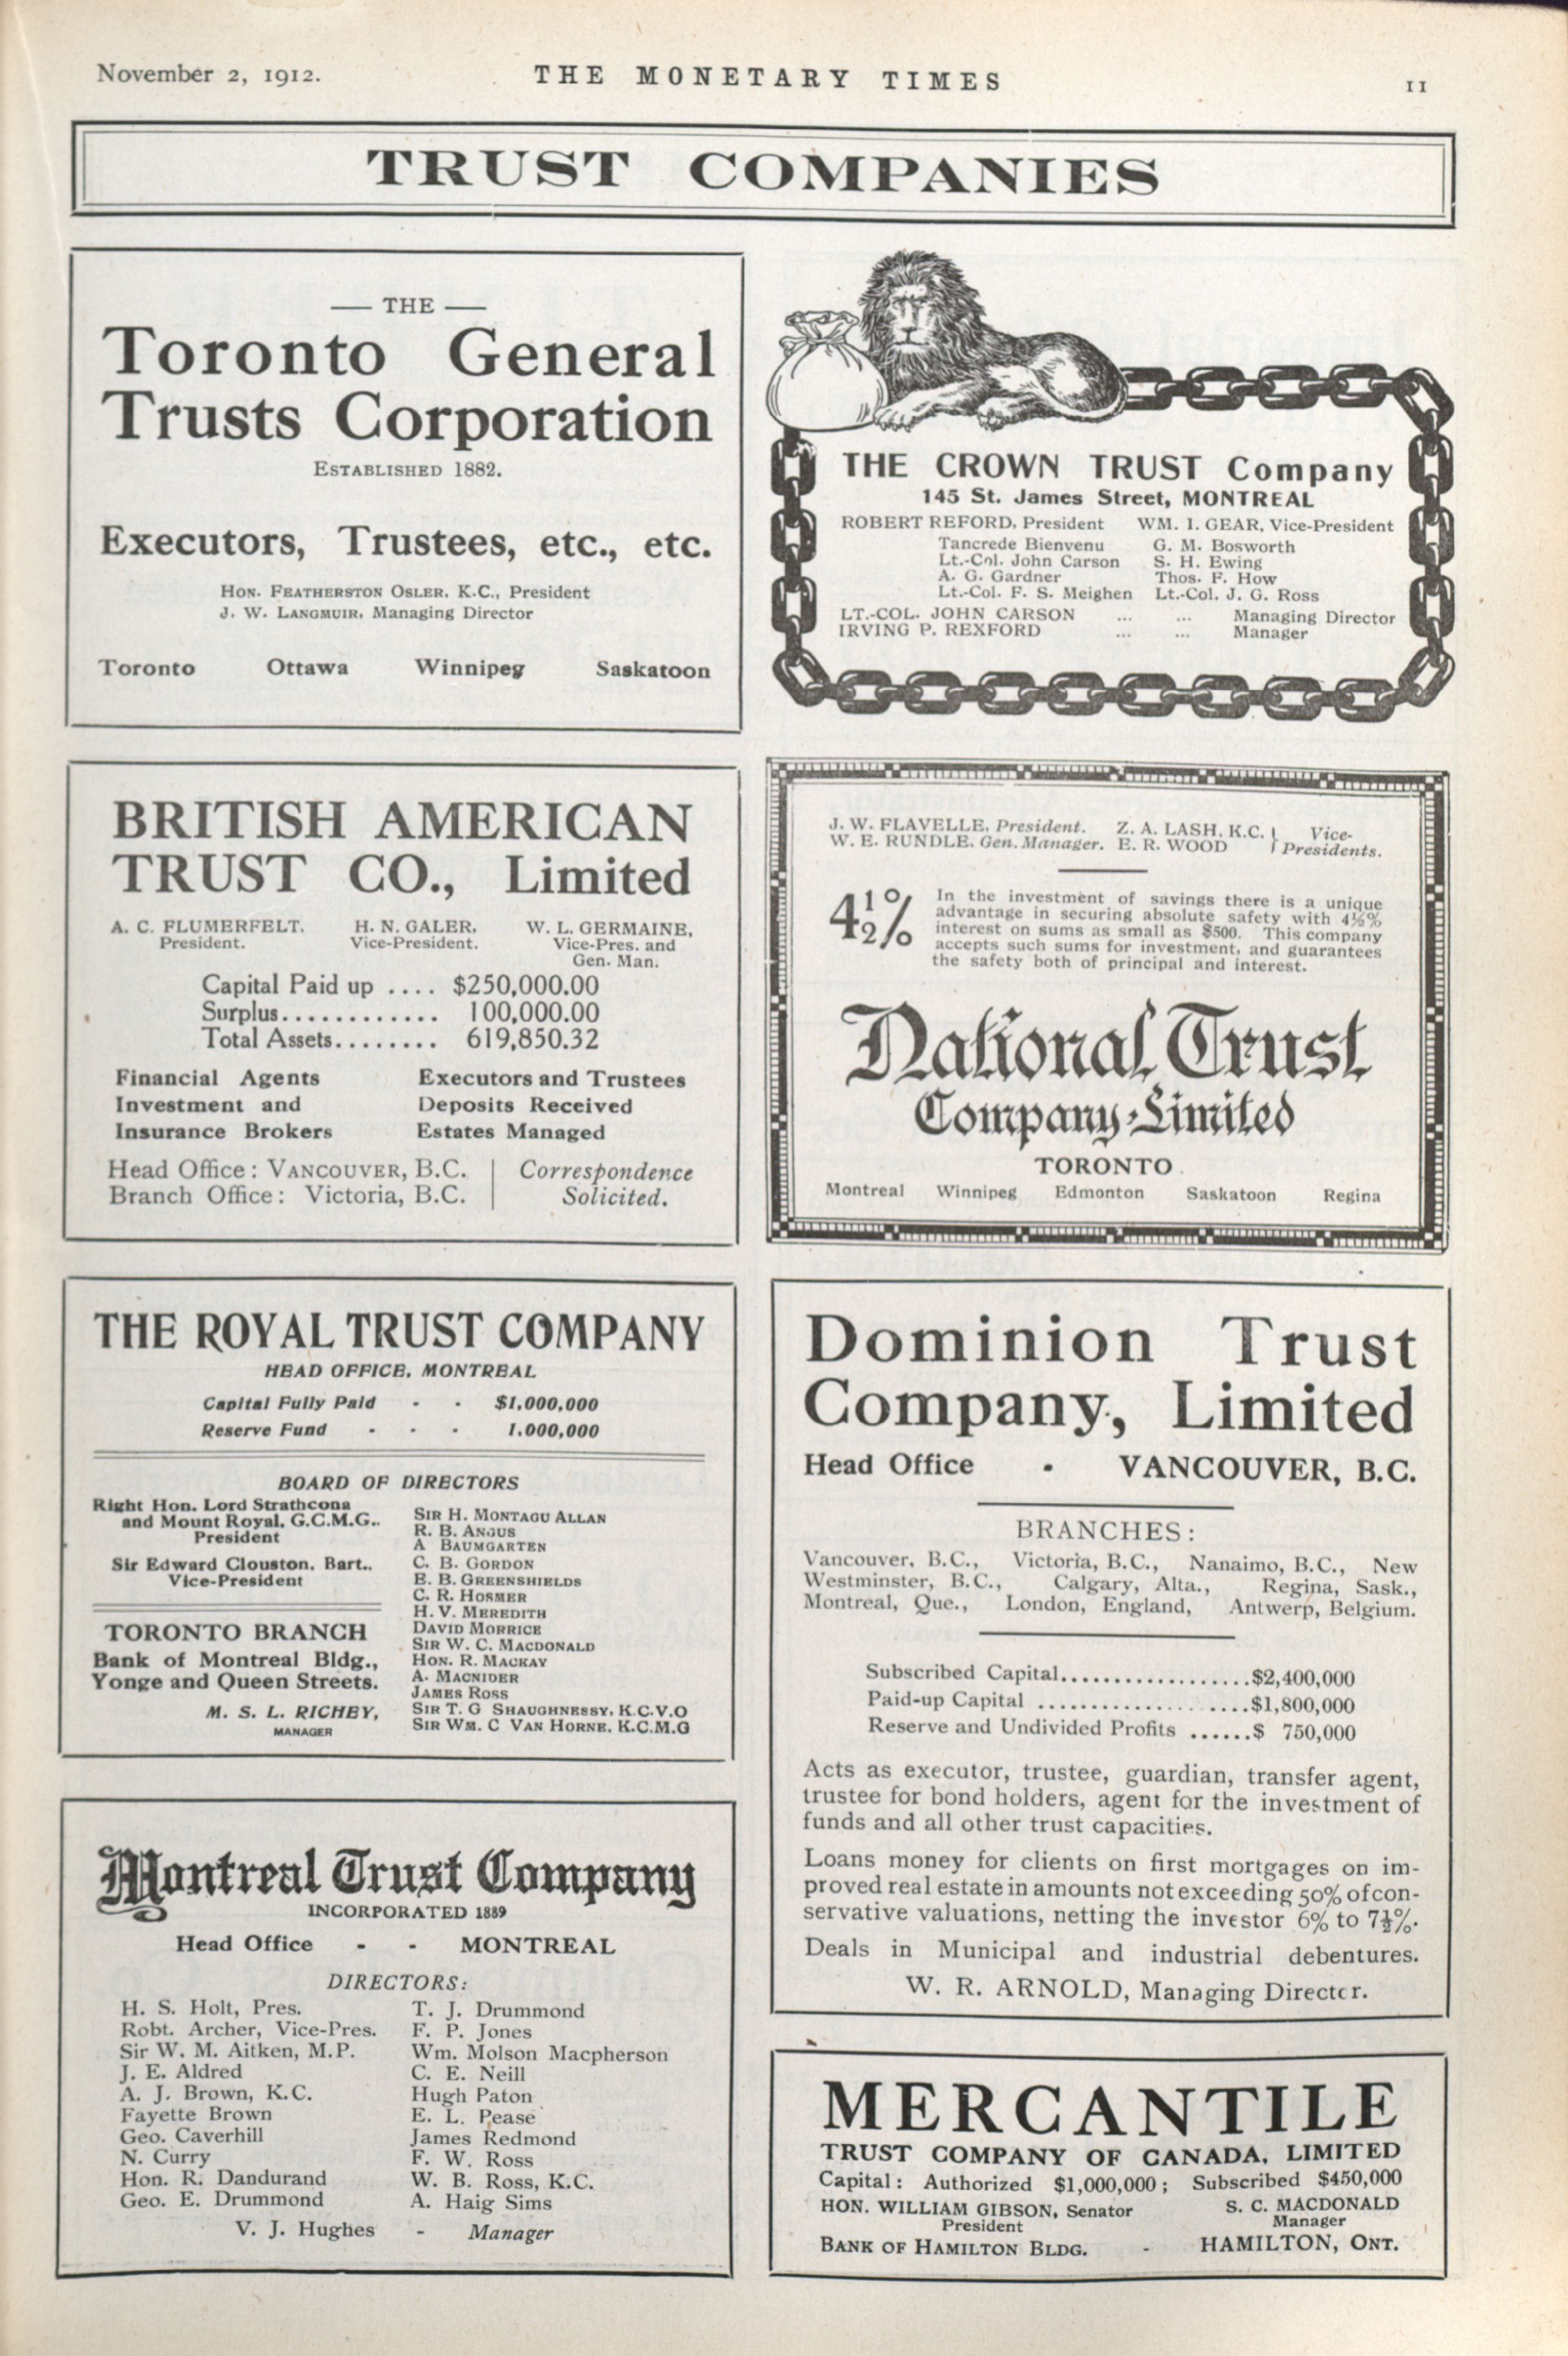 November 2, 1912.
THE MONETARY TIMES
11
TRUST COMPANIES
— THE —
Toronto General
Trusts Corporation
ESTABLISHED 1882.
Executors, Trustees, etc., etc.
HON. FEATHERSTON OSLER, K.C., President
J. W. LANGMUIR, Managing Director
Toronto Ottawa Winnipeg Saskatoon
THE CROWN TRUST Company
145 St. James Street, MONTREAL
ROBERT REFORD, President WM. I. GEAR, Vice-President
Tancrede Bienvenu G. M. Bosworth
Lt.-Col. John Carson S. H. Ewing
A. G. Gardner Thos. F. How
Lt.-Col. F. S. Meighen Lt.-Col. J. G. Ross
LT.-COL. JOHN CARSON ... ... Managing Director
IRVING P. REXFORD ... ... Manager
BRITISH AMERICAN
TRUST CO., Limited
A. C. FLUMERFELT, H. N. GALER, W. L. GERMAINE,
President. Vice-President. Vice-Pres. and
Gen. Man.
Capital Paid up .... $250,000.00
Surplus............ 100,000.00
Total Assets........ 619,850.32
Financial Agents Executors and Trustees
Investment and Deposits Received
Insurance Brokers Estates Managed
Head Office: VANCOUVER, B.C. Correspondence
Branch Office: Victoria, B.C. Solicited.
J. W. FLAVELLE, President. Z. A. LASH, K.C. } Vice-
W. E. RUNDLE, Gen. Manager. E. R. WOOD } Presidents.
4½% In the investment of savings there is a unique
advantage in securing absolute safety with 4½%
interest on sums as small as $500. This company
accepts such sums for investment, and guarantees
the safety both of principal and interest.
National Trust
Company Limited
TORONTO
Montreal Winnipeg Edmonton Saskatoon Regina
THE ROYAL TRUST COMPANY
HEAD OFFICE, MONTREAL
Capital Fully Paid - - $1,000,000
Reserve Fund - - - 1,000,000
BOARD OF DIRECTORS
Right Hon. Lord Strathcona
and Mount Royal, G.C.M.G..
President
Sir Edward Clouston, Bart..
Vice-President
TORONTO BRANCH
Bank of Montreal Bldg.,
Yonge and Queen Streets.
M. S. L. RICHEY,
MANAGER
SIR H. MONTAGU ALLAN
R. B. ANGUS
A BAUMGARTEN
C. B. GORDON
E. B. GREENSHIELDS
C. R. HOSMER
H. V. MEREDITH
DAVID MORRICE
SIR W. C. MACDONALD
HON. R. MACKAY
A. MACNIDER
JAMES ROSS
SIR T. G SHAUGHNESSY, K.C.V.O
SIR WM. C VAN HORNE, K.C.M.G
Dominion Trust
Company, Limited
Head Office - VANCOUVER, B.C.
BRANCHES:
Vancouver, B.C., Victoria, B.C., Nanaimo, B.C., New
Westminster, B.C., Calgary, Alta., Regina, Sask.,
Montreal, Que., London, England, Antwerp, Belgium.
Subscribed Capital...................$2,400,000
Paid-up Capital ......................$1,800,000
Reserve and Undivided Profits ......$ 750,000
Acts as executor, trustee, guardian, transfer agent,
trustee for bond holders, agent for the investment of
funds and all other trust capacities.
Loans money for clients on first mortgages on im-
proved real estate in amounts not exceeding 50% of con-
servative valuations, netting the investor 6% to 7½%.
Deals in Municipal and industrial debentures.
W. R. ARNOLD, Managing Director.
Montreal Trust Company
INCORPORATED 1889
Head Office - - MONTREAL
DIRECTORS:
H. S. Holt, Pres. T. J. Drummond
Robt. Archer, Vice-Pres. F. P. Jones
Sir W. M. Aitken, M.P. Wm. Molson Macpherson
J. E. Aldred C. E. Neill
A. J. Brown, K.C. Hugh Paton
Fayette Brown E. L. Pease
Geo. Caverhill James Redmond
N. Curry F. W. Ross
Hon. R. Dandurand W. B. Ross, K.C.
Geo. E. Drummond A. Haig Sims
V. J. Hughes - Manager
MERCANTILE
TRUST COMPANY OF CANADA, LIMITED
Capital: Authorized $1,000,000; Subscribed $450,000
HON. WILLIAM GIBSON, Senator S. C. MACDONALD
President Manager
BANK OF HAMILTON BLDG. - HAMILTON, ONT.